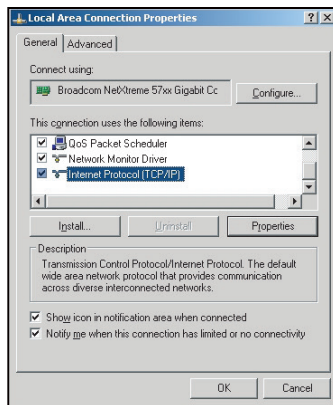 Local Area Connection Properties
General
Advanced
Connect using:
Broadcom NetXtreme 57xx Gigabit Cc
Configure...
This connection uses the following items:
QoS Packet Scheduler
Network Monitor Driver
Internet Protocol (TCP/IP)
Install...
Uninstall
Properties
Description
Transmission Control Protocol/Internet Protocol. The default
wide area network protocol that provides communication
across diverse interconnected networks.
Show icon in notification area when connected
Notify me when this connection has limited or no connectivity
OK
Cancel